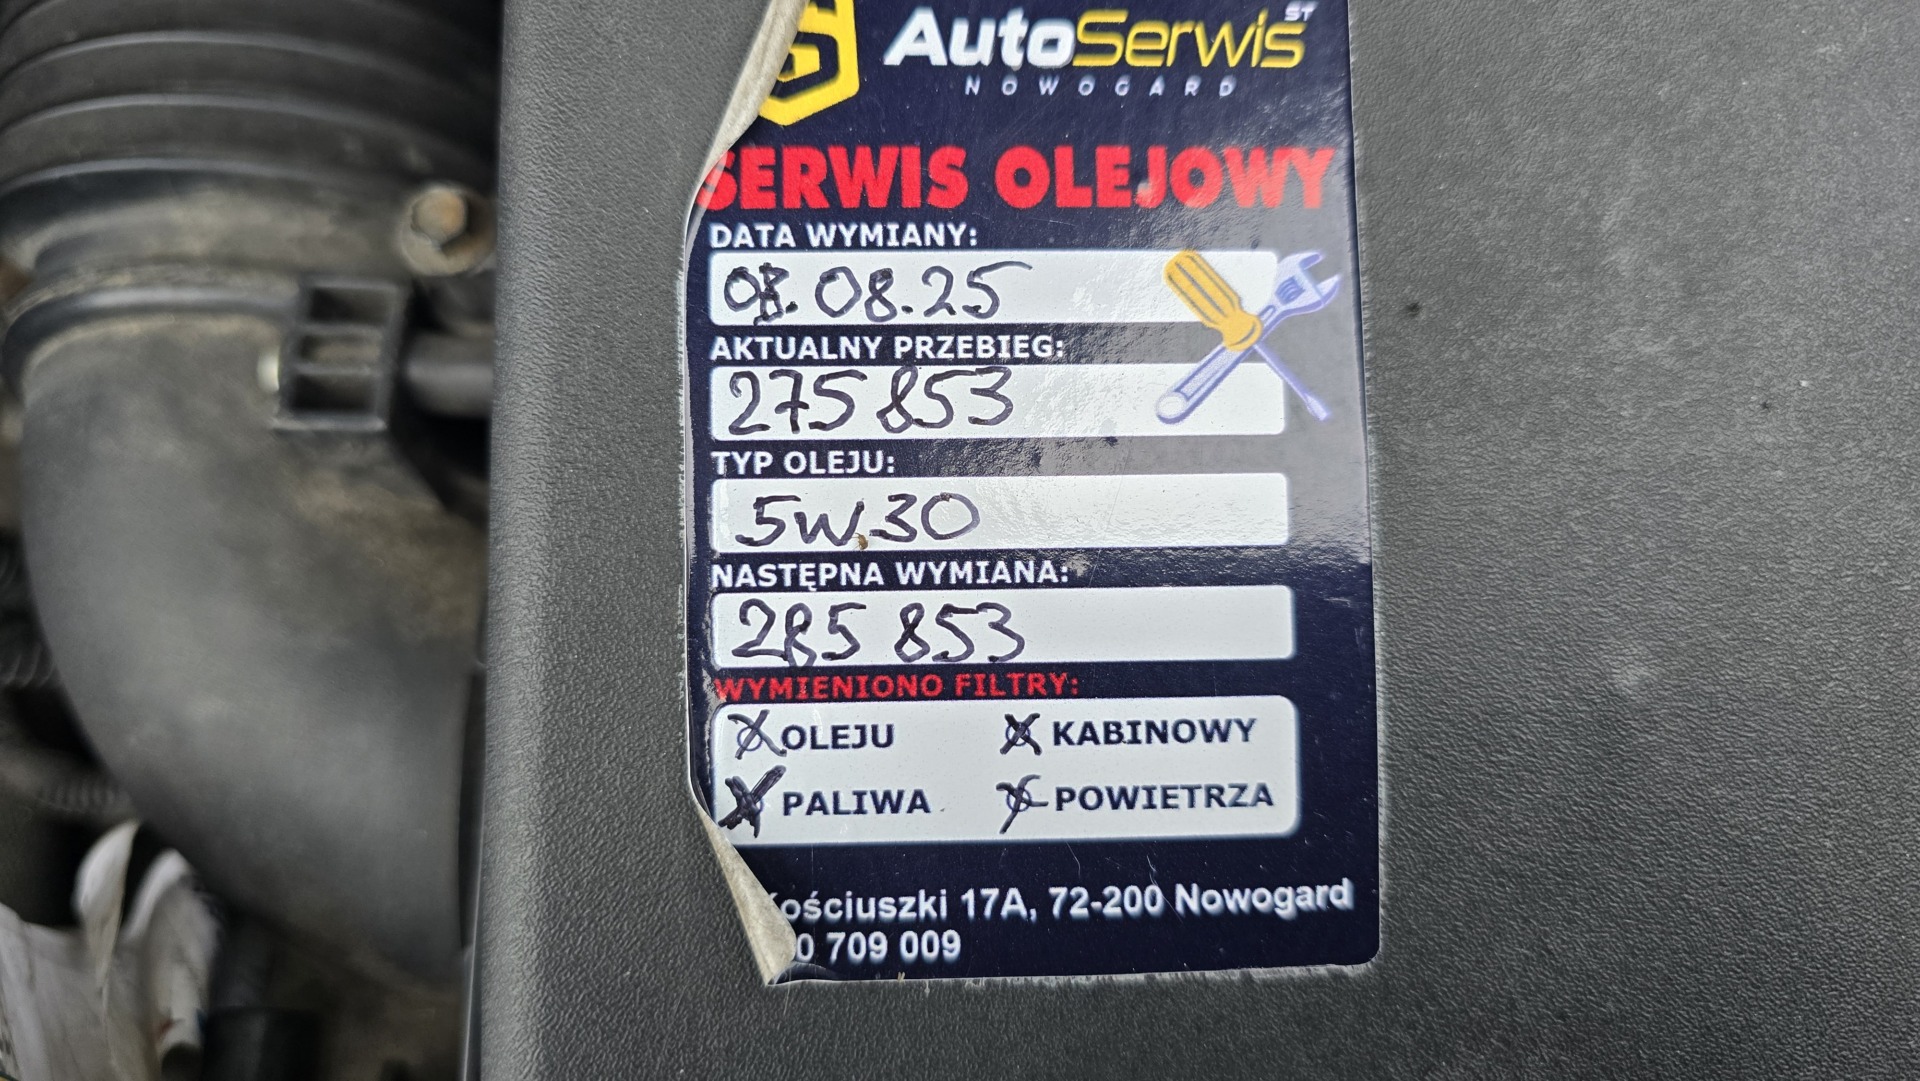 AutoSerwis ST
NOWOGARD
SERWIS OLEJOWY
DATA WYMIANY:
08.08.25
AKTUALNY PRZEBIEG:
275 853
TYP OLEJU:
5W30
NASTĘPNA WYMIANA:
285 853
WYMIENIONO FILTRY:
OLEJU KABINOWY
PALIWA POWIETRZA
Kościuszki 17A, 72-200 Nowogard
0 709 009